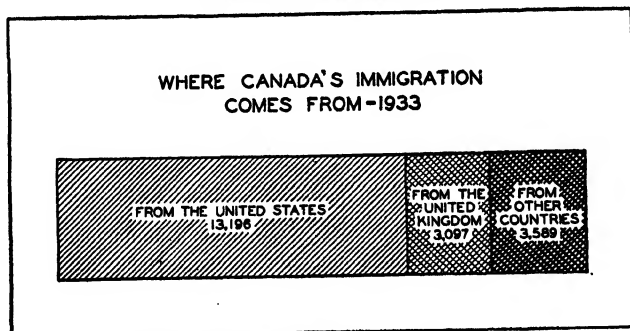 WHERE CANADA'S IMMIGRATION
COMES FROM-1933
FROM THE UNITED STATES
13,196
FROM THE
UNITED
KINGDOM
3,097
FROM
OTHER
COUNTRIES
3,589